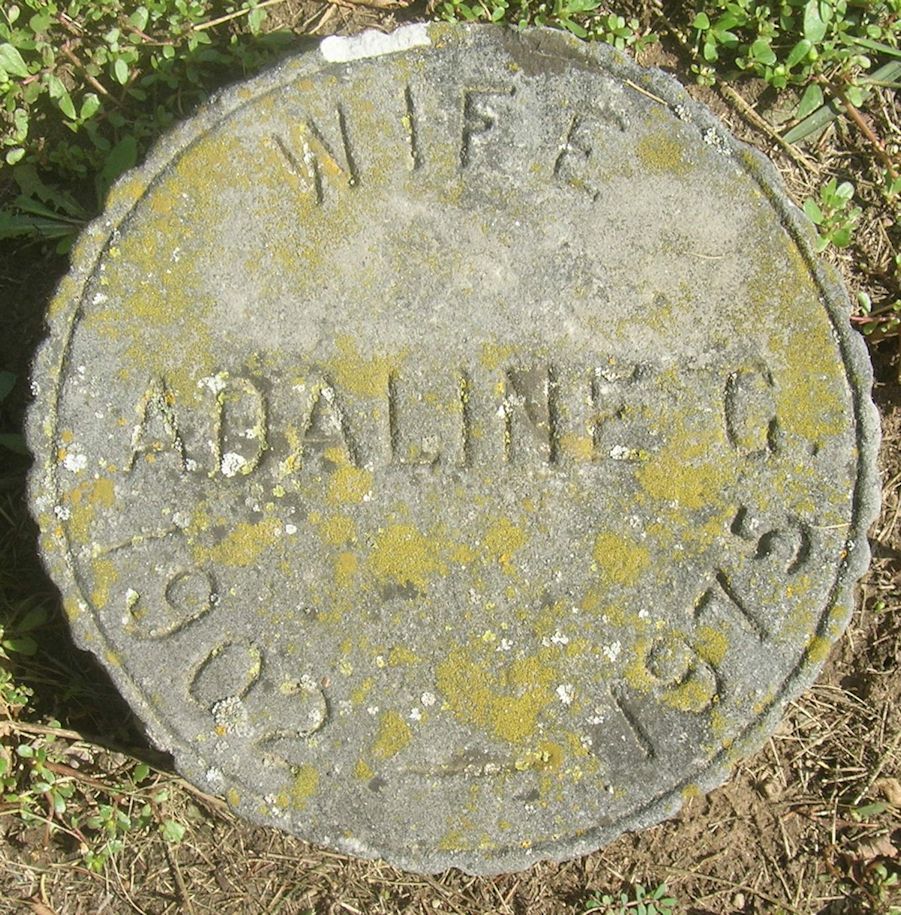 WIFE
ADALINE G.
1902 — 1975